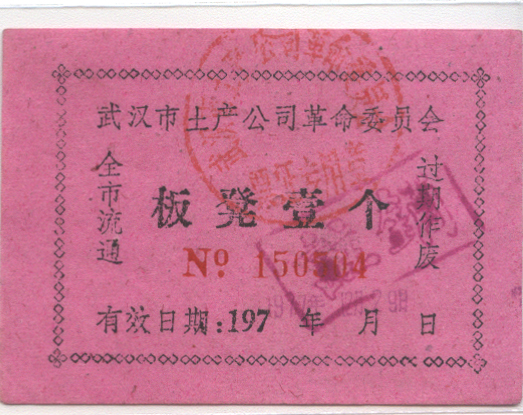 武汉市土产公司革命委员会
全市流通
板凳壹个
过期作废
No. 150504
有效日期:197 年 月 日